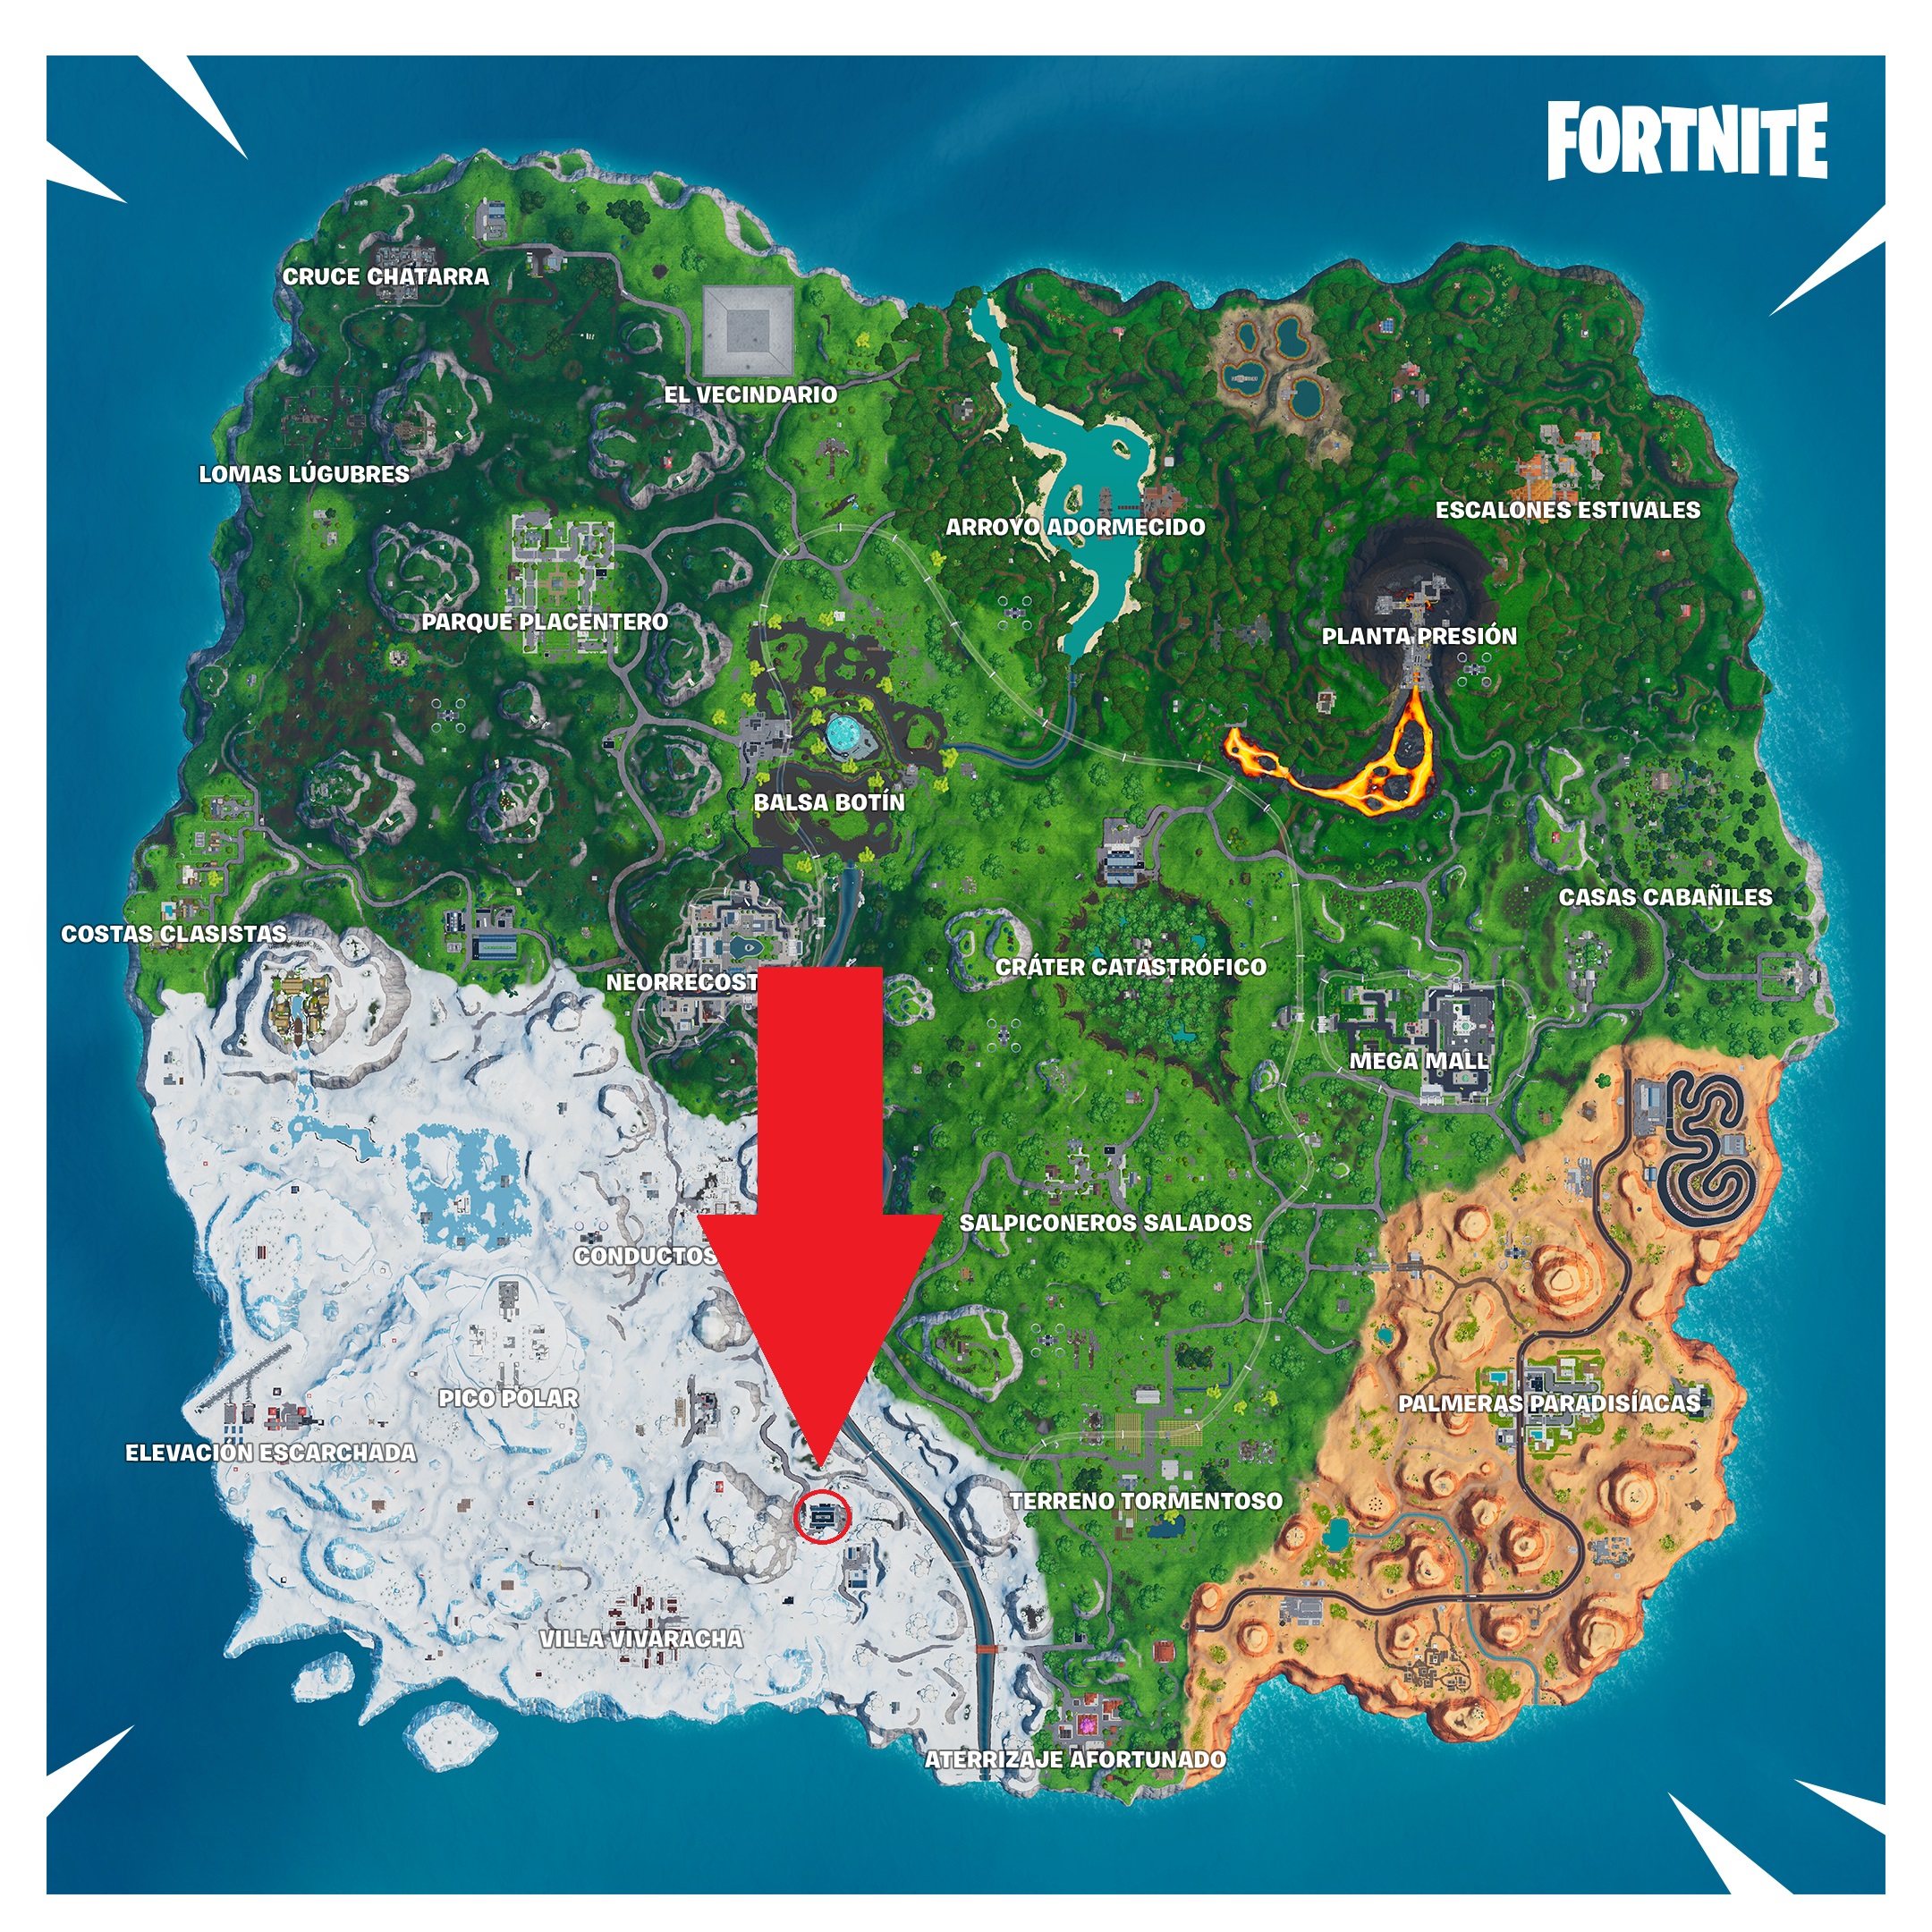 FORTNITE
CRUCE CHATARRA
EL VECINDARIO
LOMAS LÚGUBRES
ESCALONES ESTIVALES
ARROYO ADORMECIDO
PARQUE PLACENTERO
PLANTA PRESIÓN
BALSA BOTÍN
CASAS CABAÑILES
COSTAS CLASISTAS
CRÁTER CATASTRÓFICO
NEORRECOST
MEGA MALL
SALPICONEROS SALADOS
CONDUCTOS
PICO POLAR
PALMERAS PARADISÍACAS
ELEVACIÓN ESCARCHADA
TERRENO TORMENTOSO
VILLA VIVARACHA
ATERRIZAJE AFORTUNADO